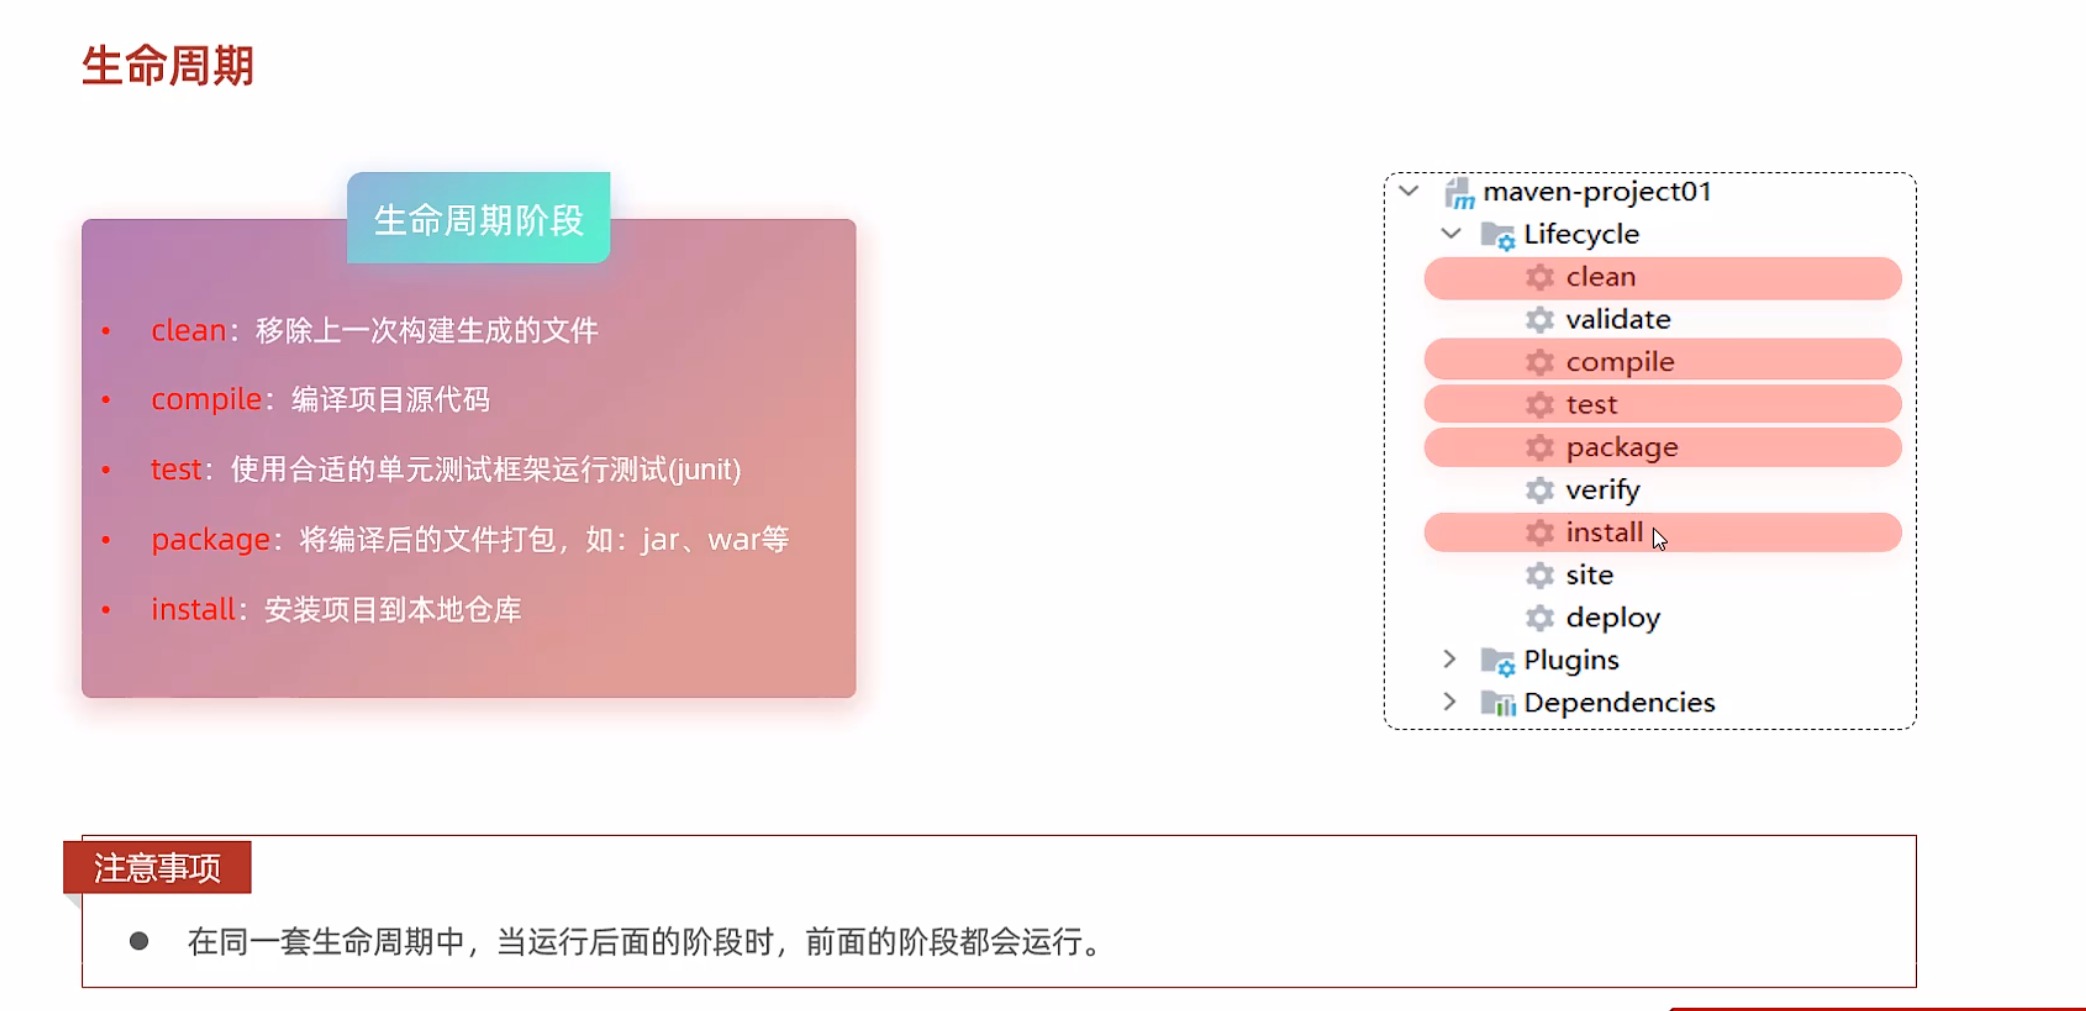 生命周期
生命周期阶段
• clean：移除上一次构建生成的文件
• compile：编译项目源代码
• test：使用合适的单元测试框架运行测试(junit)
• package：将编译后的文件打包，如：jar、war等
• install：安装项目到本地仓库
maven-project01
Lifecycle
clean
validate
compile
test
package
verify
install
site
deploy
Plugins
Dependencies
注意事项
● 在同一套生命周期中，当运行后面的阶段时，前面的阶段都会运行。